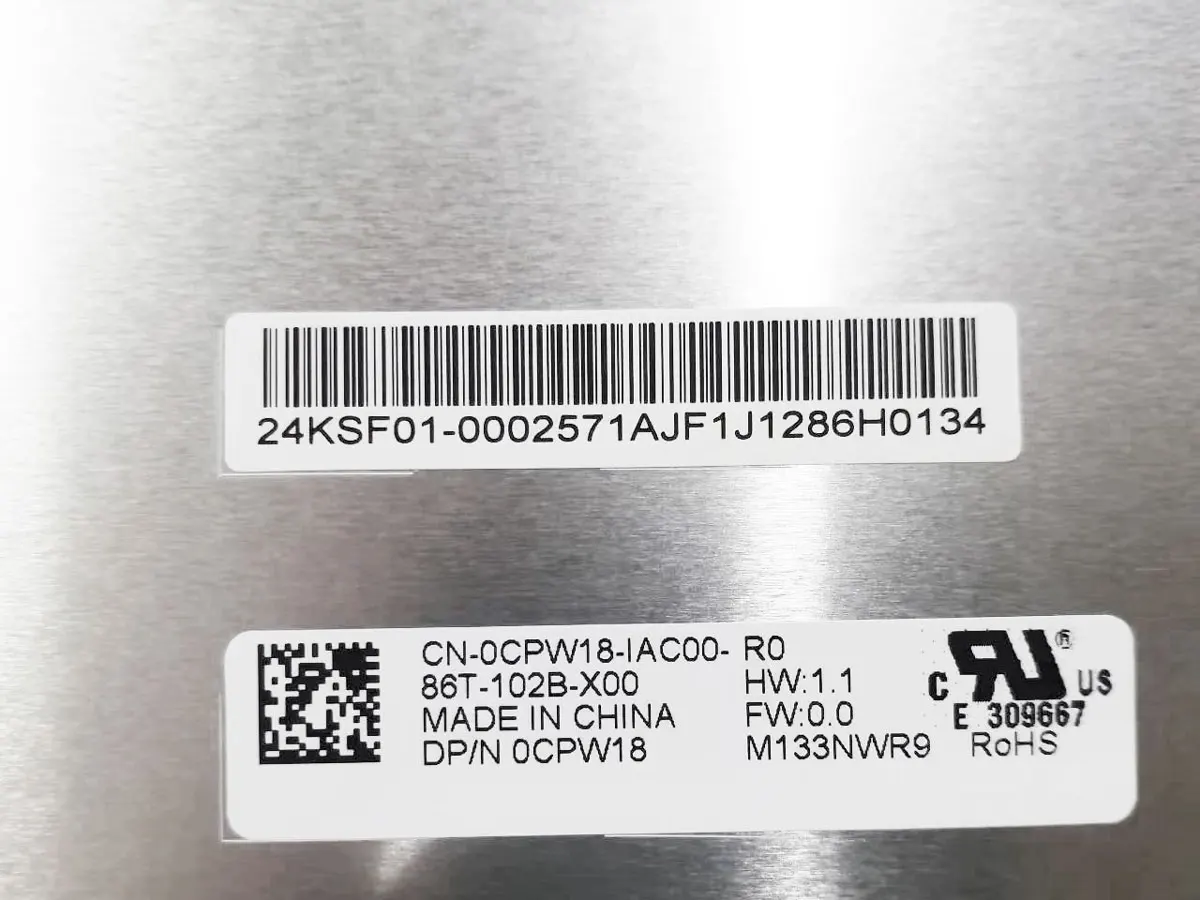 24KSF01-0002571AJF1J1286H0134
CN-0CPW18-IAC00- R0
86T-102B-X00 HW:1.1
MADE IN CHINA FW:0.0
DP/N 0CPW18 M133NWR9
c RU ® US
E 309667
RoHS